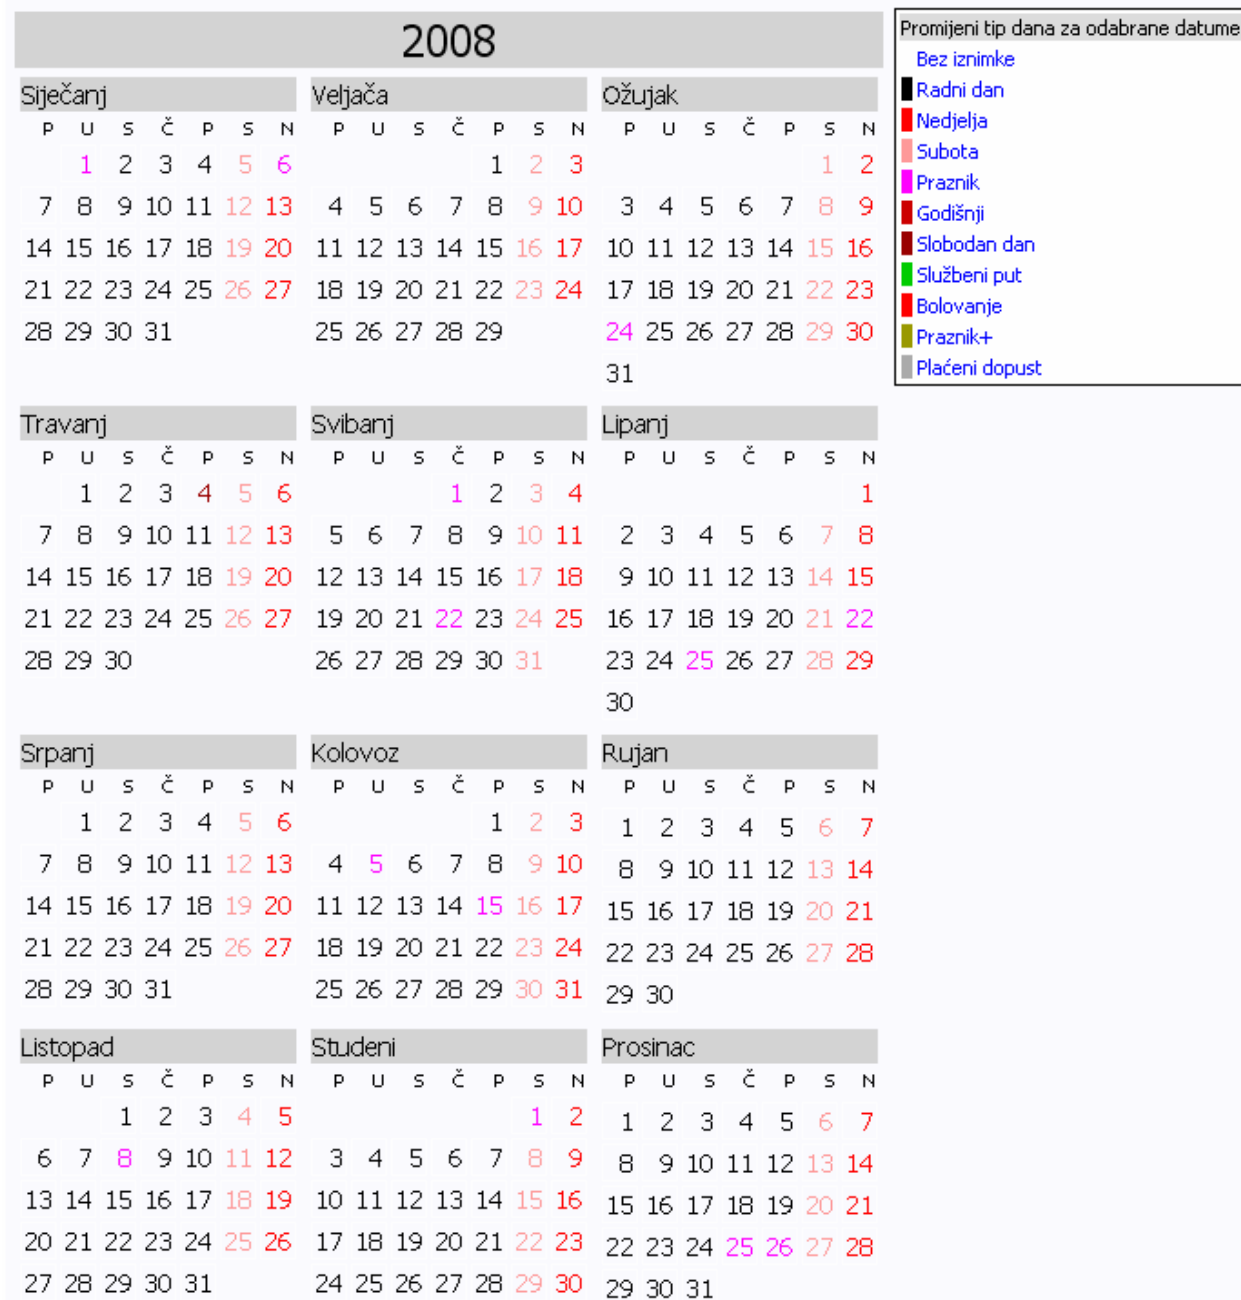 2008
Siječanj
P U S Č P S N
1 2 3 4 5 6
7 8 9 10 11 12 13
14 15 16 17 18 19 20
21 22 23 24 25 26 27
28 29 30 31
Veljača
P U S Č P S N
1 2 3
4 5 6 7 8 9 10
11 12 13 14 15 16 17
18 19 20 21 22 23 24
25 26 27 28 29
Ožujak
P U S Č P S N
1 2
3 4 5 6 7 8 9
10 11 12 13 14 15 16
17 18 19 20 21 22 23
24 25 26 27 28 29 30
31
Travanj
P U S Č P S N
1 2 3 4 5 6
7 8 9 10 11 12 13
14 15 16 17 18 19 20
21 22 23 24 25 26 27
28 29 30
Svibanj
P U S Č P S N
1 2 3 4
5 6 7 8 9 10 11
12 13 14 15 16 17 18
19 20 21 22 23 24 25
26 27 28 29 30 31
Lipanj
P U S Č P S N
1
2 3 4 5 6 7 8
9 10 11 12 13 14 15
16 17 18 19 20 21 22
23 24 25 26 27 28 29
30
Srpanj
P U S Č P S N
1 2 3 4 5 6
7 8 9 10 11 12 13
14 15 16 17 18 19 20
21 22 23 24 25 26 27
28 29 30 31
Kolovoz
P U S Č P S N
1 2 3
4 5 6 7 8 9 10
11 12 13 14 15 16 17
18 19 20 21 22 23 24
25 26 27 28 29 30 31
Rujan
P U S Č P S N
1 2 3 4 5 6 7
8 9 10 11 12 13 14
15 16 17 18 19 20 21
22 23 24 25 26 27 28
29 30
Listopad
P U S Č P S N
1 2 3 4 5
6 7 8 9 10 11 12
13 14 15 16 17 18 19
20 21 22 23 24 25 26
27 28 29 30 31
Studeni
P U S Č P S N
1 2
3 4 5 6 7 8 9
10 11 12 13 14 15 16
17 18 19 20 21 22 23
24 25 26 27 28 29 30
Prosinac
P U S Č P S N
1 2 3 4 5 6 7
8 9 10 11 12 13 14
15 16 17 18 19 20 21
22 23 24 25 26 27 28
29 30 31
Promijeni tip dana za odabrane datume
Bez iznimke
Radni dan
Nedjelja
Subota
Praznik
Godišnji
Slobodan dan
Službeni put
Bolovanje
Praznik+
Plaćeni dopust